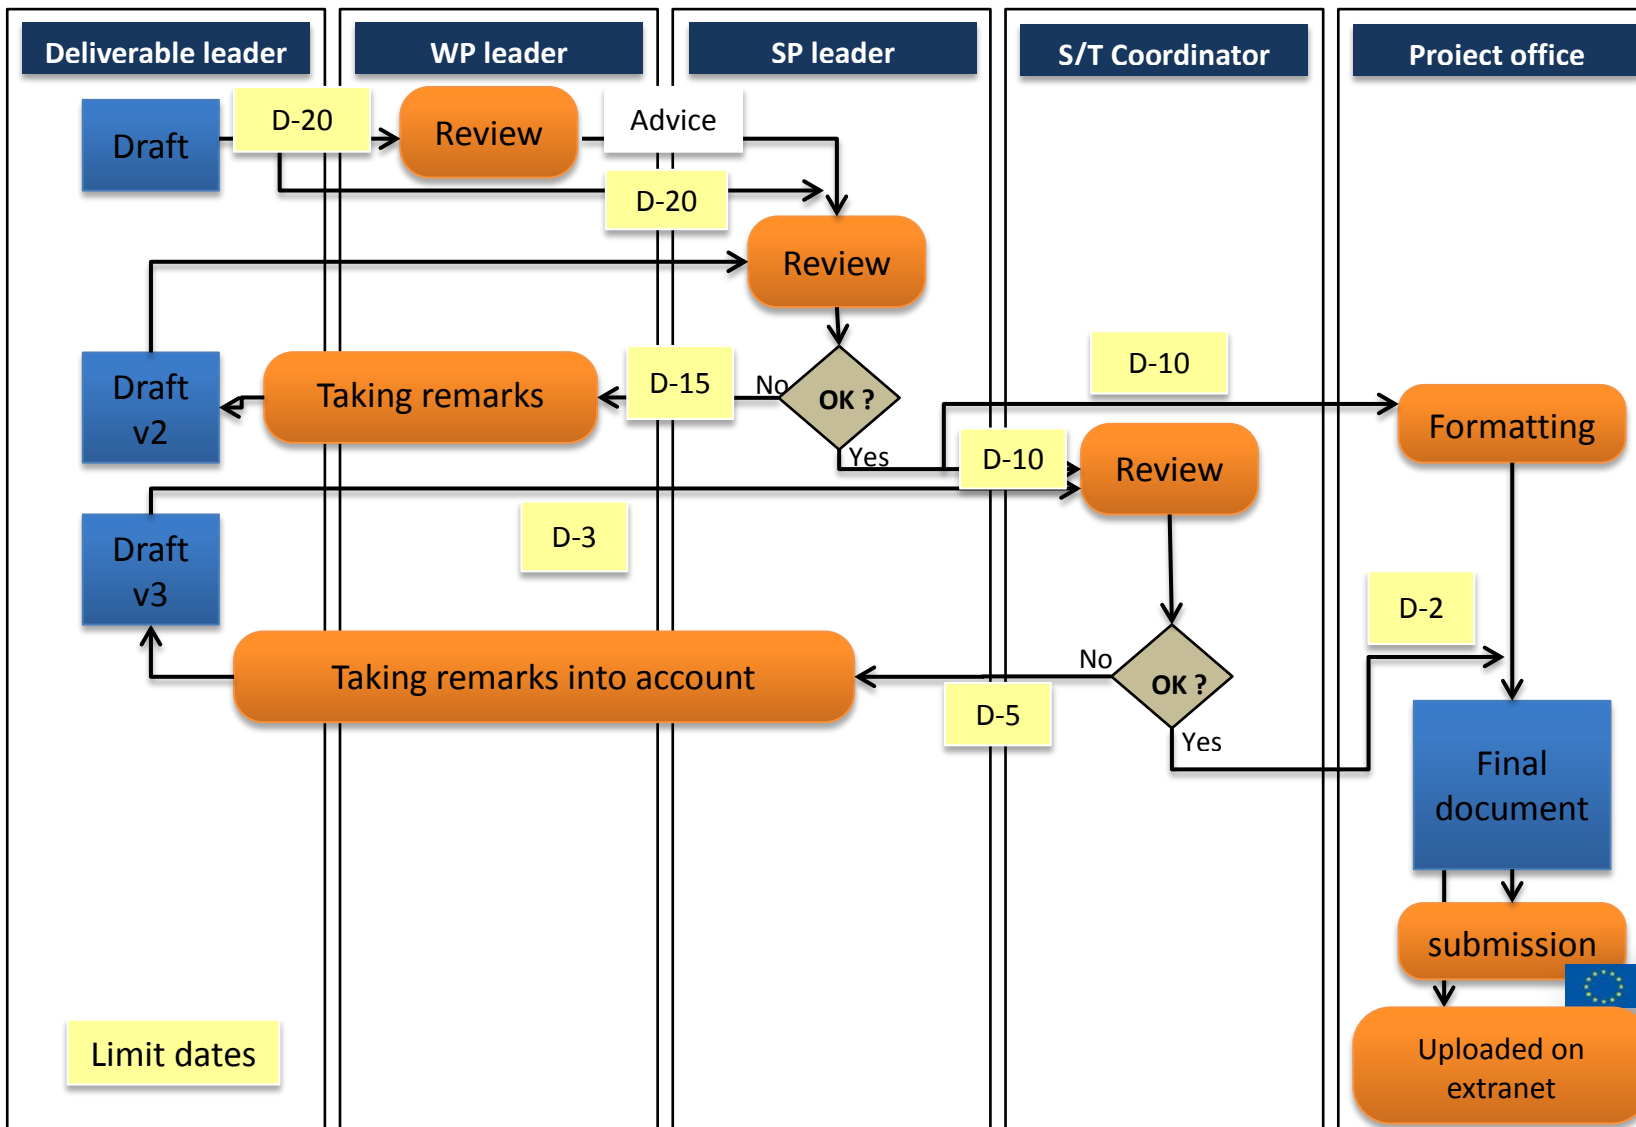 Deliverable leader
WP leader
SP leader
S/T Coordinator
Project office
Draft
D-20
Review
Advice
D-20
Review
Draft
v2
Taking remarks
D-15
No
OK ?
Yes
D-10
D-10
Formatting
Review
Draft
v3
D-3
D-2
Taking remarks into account
D-5
No
OK ?
Yes
Final
document
submission
Uploaded on
extranet
Limit dates